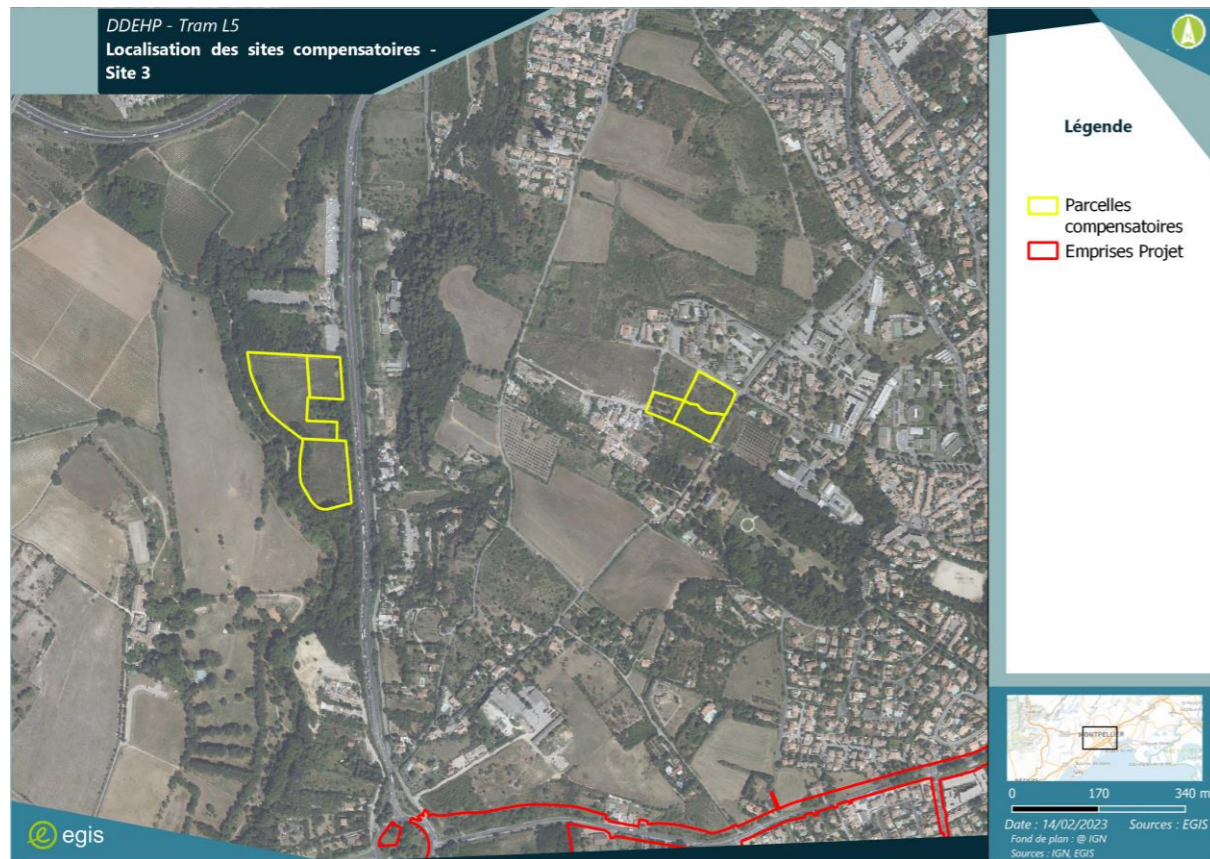 DDEHP - Tram L5
Localisation des sites compensatoires -
Site 3
Légende
Parcelles
compensatoires
Emprises Projet
MONTPELLIER
0 170 340 m
Date : 14/02/2023 Sources : EGIS
Fond de plan : @ IGN
Sources : IGN, EGIS
egis